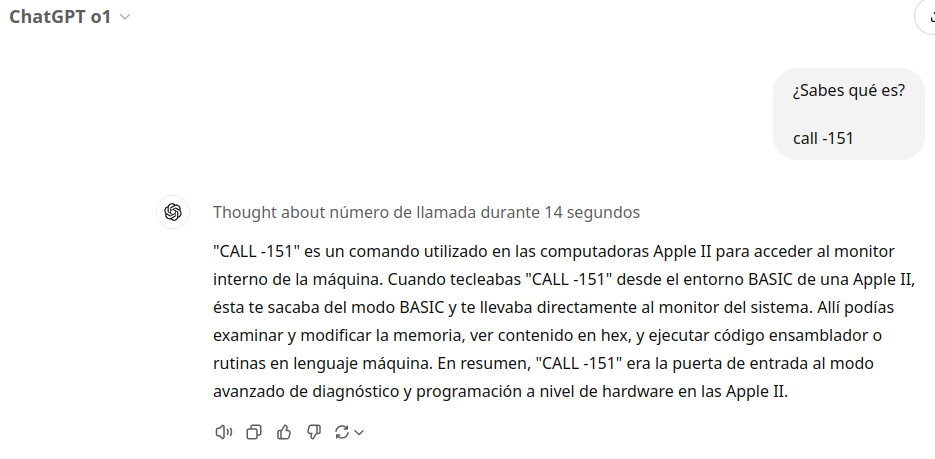 ChatGPT o1
¿Sabes qué es?
call -151
Thought about número de llamada durante 14 segundos
"CALL -151" es un comando utilizado en las computadoras Apple II para acceder al monitor
interno de la máquina. Cuando tecleabas "CALL -151" desde el entorno BASIC de una Apple II,
ésta te sacaba del modo BASIC y te llevaba directamente al monitor del sistema. Allí podías
examinar y modificar la memoria, ver contenido en hex, y ejecutar código ensamblador o
rutinas en lenguaje máquina. En resumen, "CALL -151" era la puerta de entrada al modo
avanzado de diagnóstico y programación a nivel de hardware en las Apple II.